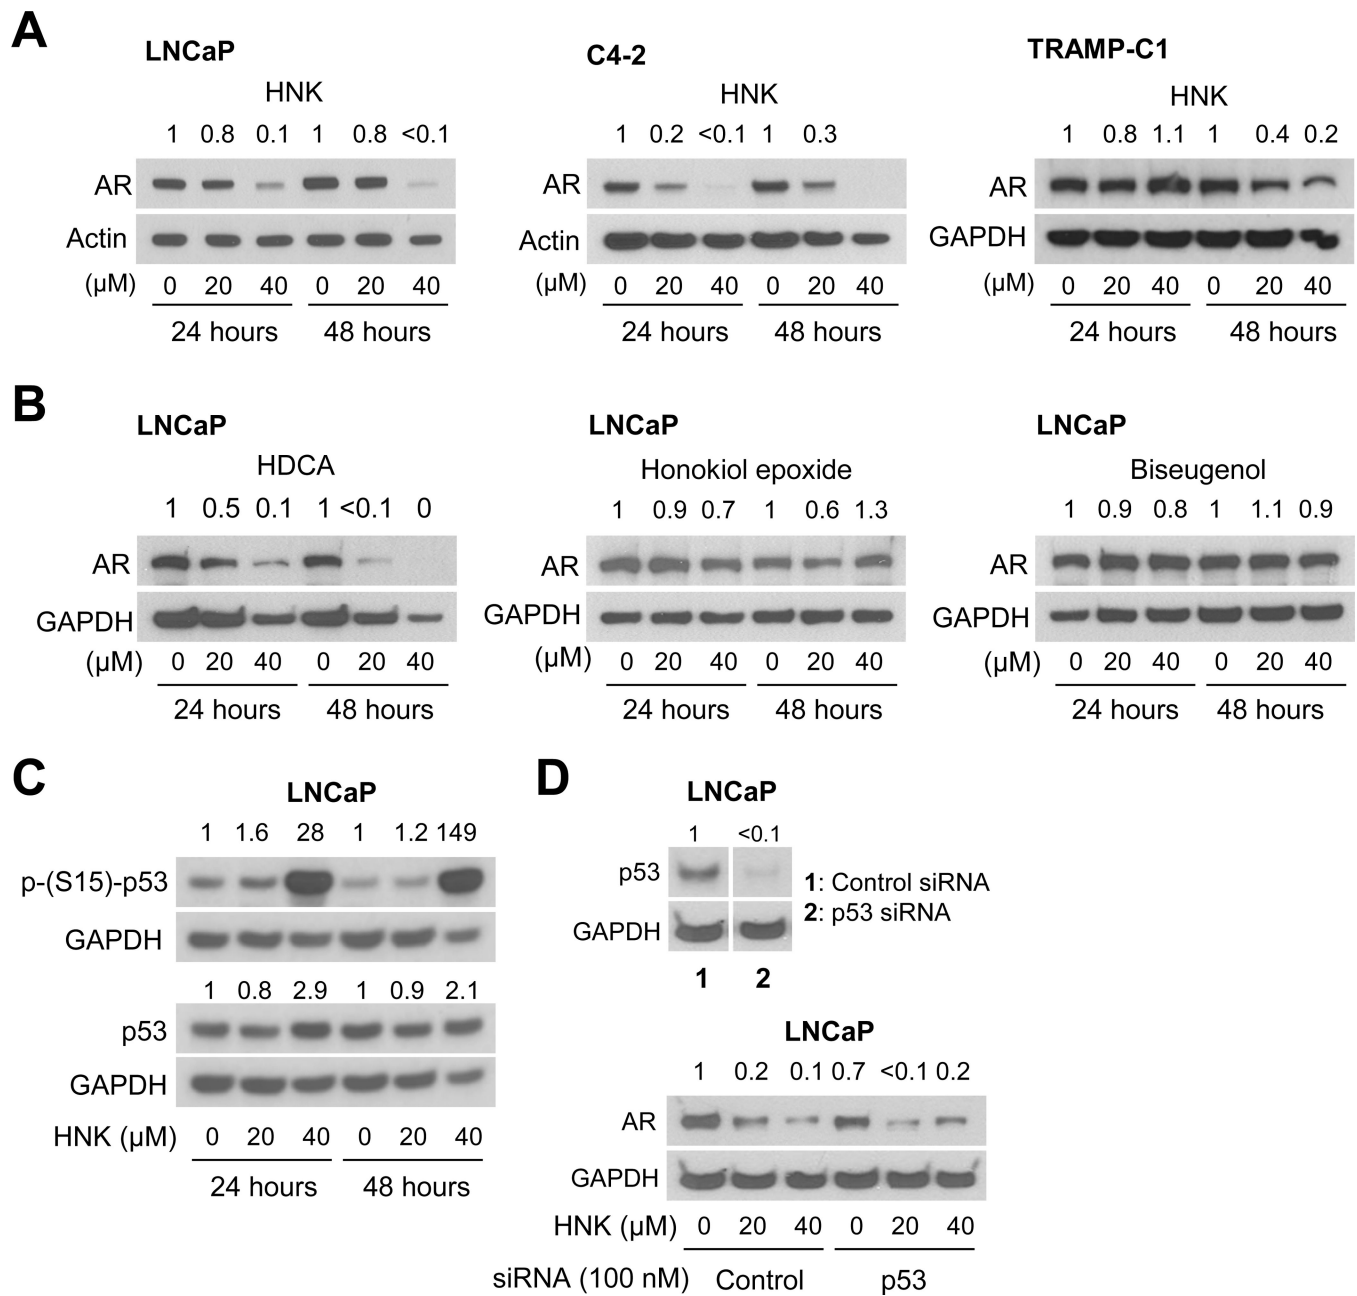 A
LNCaP
HNK
1 0.8 0.1 1 0.8 <0.1
AR
Actin
(µM) 0 20 40 0 20 40
24 hours 48 hours
C4-2
HNK
1 0.2 <0.1 1 0.3
AR
Actin
(µM) 0 20 40 0 20 40
24 hours 48 hours
TRAMP-C1
HNK
1 0.8 1.1 1 0.4 0.2
AR
GAPDH
(µM) 0 20 40 0 20 40
24 hours 48 hours
B
LNCaP
HDCA
1 0.5 0.1 1 <0.1 0
AR
GAPDH
(µM) 0 20 40 0 20 40
24 hours 48 hours
LNCaP
Honokiol epoxide
1 0.9 0.7 1 0.6 1.3
AR
GAPDH
(µM) 0 20 40 0 20 40
24 hours 48 hours
LNCaP
Biseugenol
1 0.9 0.8 1 1.1 0.9
AR
GAPDH
(µM) 0 20 40 0 20 40
24 hours 48 hours
C
LNCaP
1 1.6 28 1 1.2 149
p-(S15)-p53
GAPDH
1 0.8 2.9 1 0.9 2.1
p53
GAPDH
HNK (µM) 0 20 40 0 20 40
24 hours 48 hours
D
LNCaP
1 <0.1
p53
GAPDH
1 2
1: Control siRNA
2: p53 siRNA
LNCaP
1 0.2 0.1 0.7 <0.1 0.2
AR
GAPDH
HNK (µM) 0 20 40 0 20 40
siRNA (100 nM) Control p53